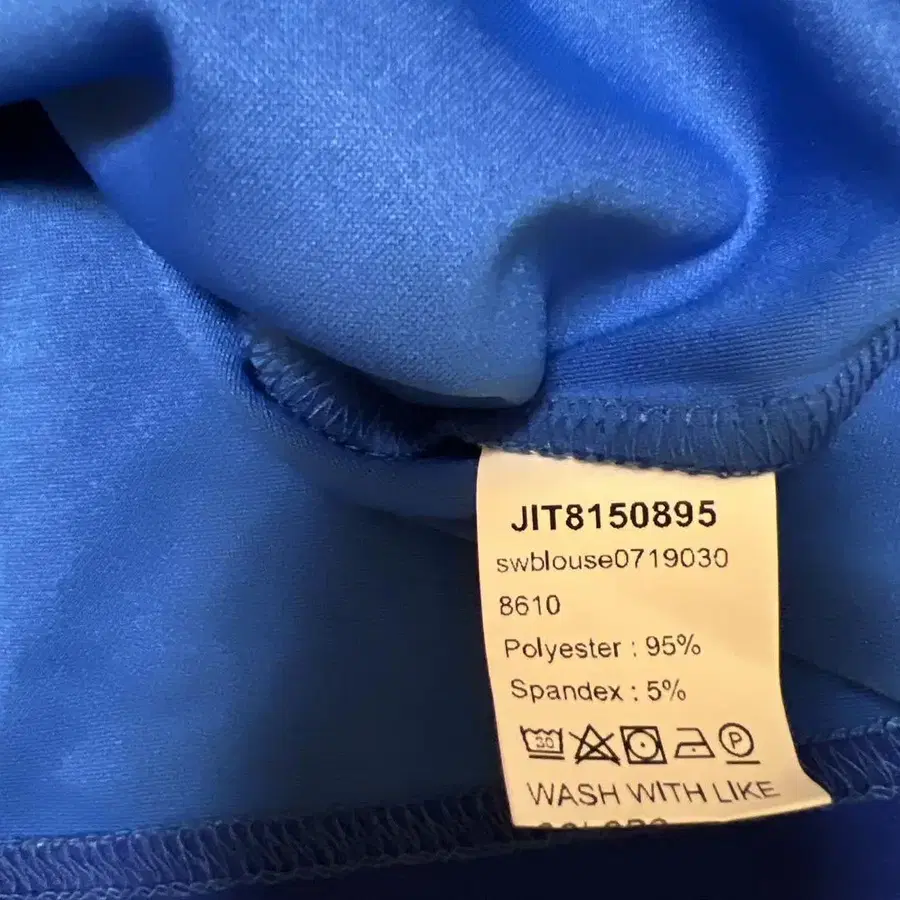 JIT8150895
swblouse0719030
8610
Polyester : 95%
Spandex : 5%
30 P
WASH WITH LIKE